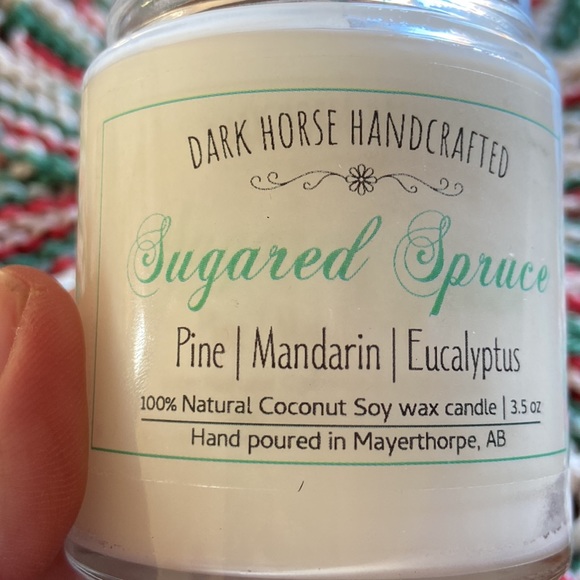 DARK HORSE HANDCRAFTED
Sugared Spruce
Pine | Mandarin | Eucalyptus
100% Natural Coconut Soy wax candle | 3.5 oz
Hand poured in Mayerthorpe, AB